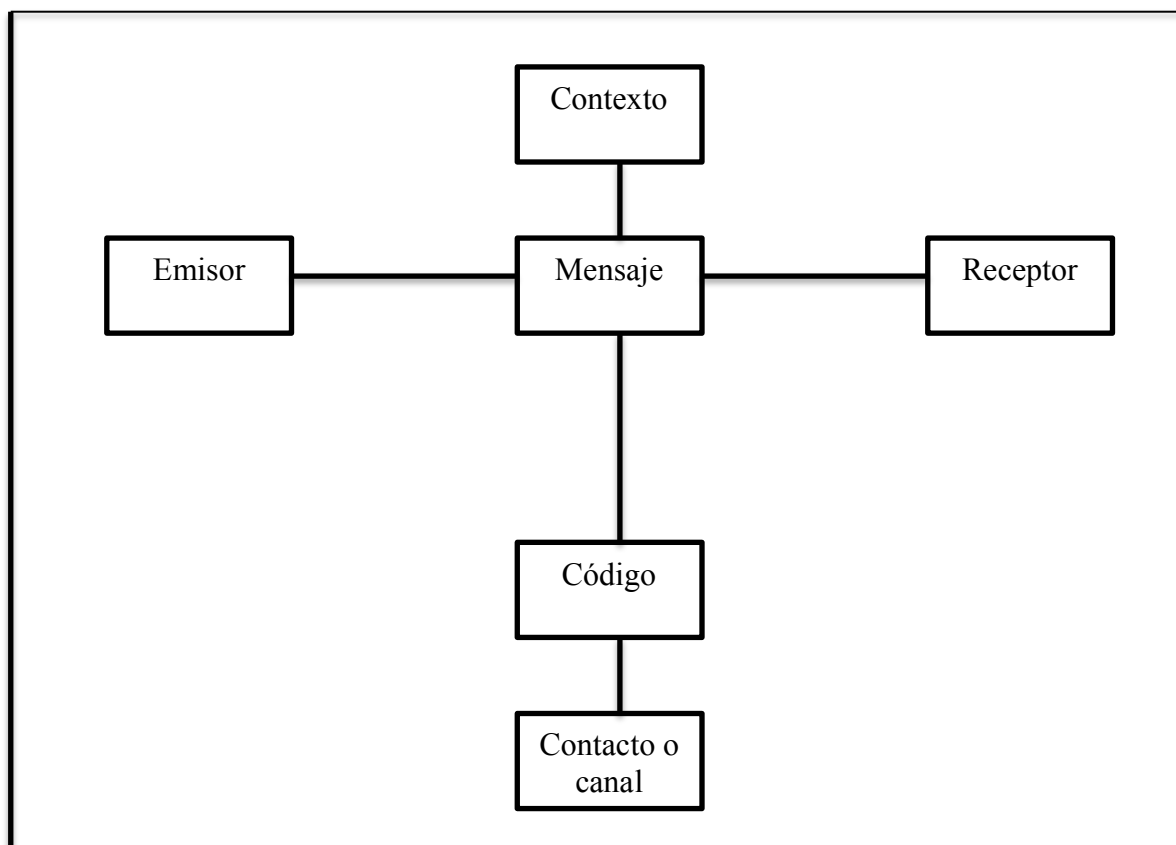 Contexto
Emisor
Mensaje
Receptor
Código
Contacto o
canal